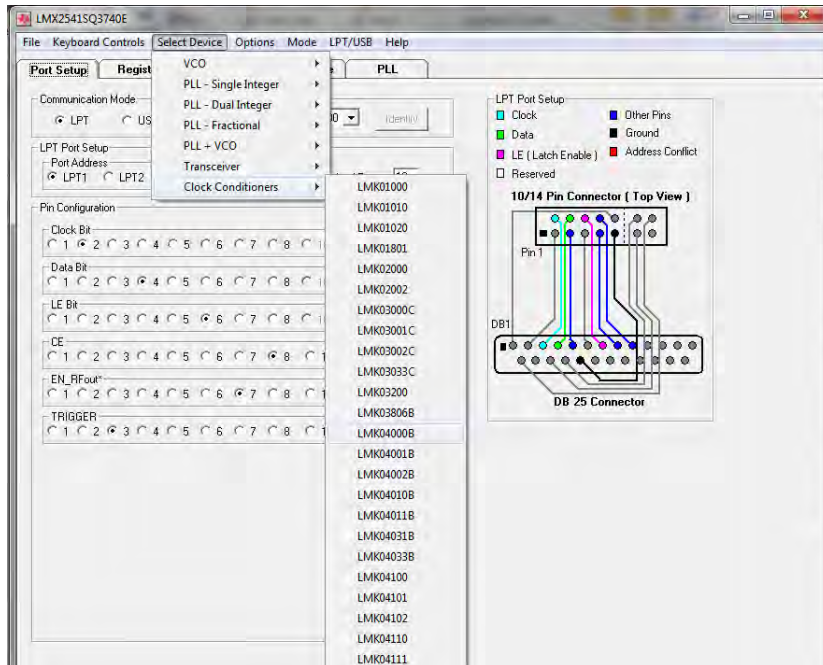 LMX2541SQ3740E
File Keyboard Controls Select Device Options Mode LPT/USB Help
Port Setup Regist PLL
VCO
PLL - Single Integer
PLL - Dual Integer
PLL - Fractional
PLL + VCO
Transceiver
Clock Conditioners
Communication Mode
LPT US
Identify
LPT Port Setup
Port Address
LPT1 LPT2
Pin Configuration
Clock Bit
1 2 3 4 5 6 7 8
Data Bit
1 2 3 4 5 6 7 8
LE Bit
1 2 3 4 5 6 7 8
CE
1 2 3 4 5 6 7 8 1
EN_RFout*
1 2 3 4 5 6 7 8 1
TRIGGER
1 2 3 4 5 6 7 8 1
LMK01000
LMK01010
LMK01020
LMK01801
LMK02000
LMK02002
LMK03000C
LMK03001C
LMK03002C
LMK03033C
LMK03200
LMK03806B
LMK04000B
LMK04001B
LMK04002B
LMK04010B
LMK04011B
LMK04031B
LMK04033B
LMK04100
LMK04101
LMK04102
LMK04110
LMK04111
LPT Port Setup
Clock Other Pins
Data Ground
LE ( Latch Enable ) Address Conflict
Reserved
10/14 Pin Connector ( Top View )
Pin 1
DB1
DB 25 Connector